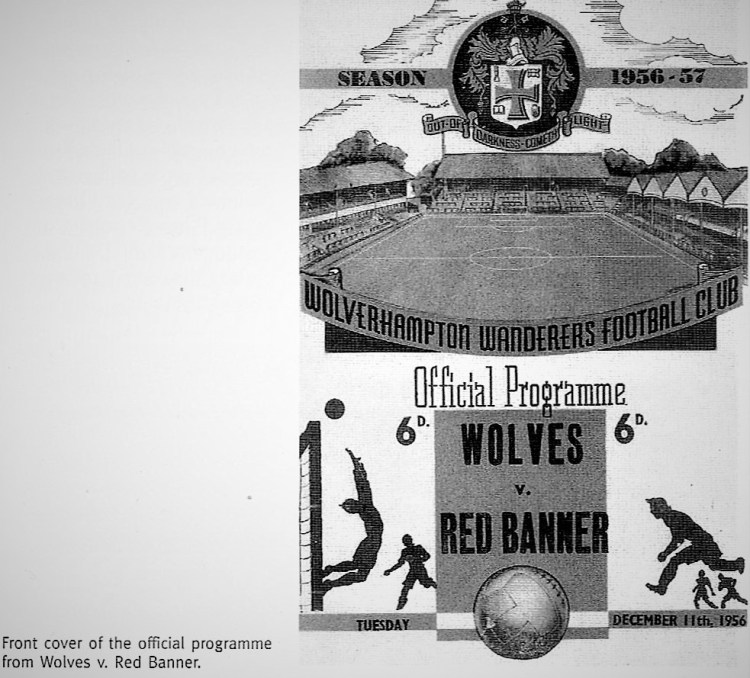 SEASON 1956-57
OUT·OF DARKNESS·COMETH LIGHT
WOLVERHAMPTON WANDERERS FOOTBALL CLUB
Official Programme
6D. 6D.
WOLVES
v.
RED BANNER
TUESDAY
DECEMBER 11th, 1956
Front cover of the official programme
from Wolves v. Red Banner.